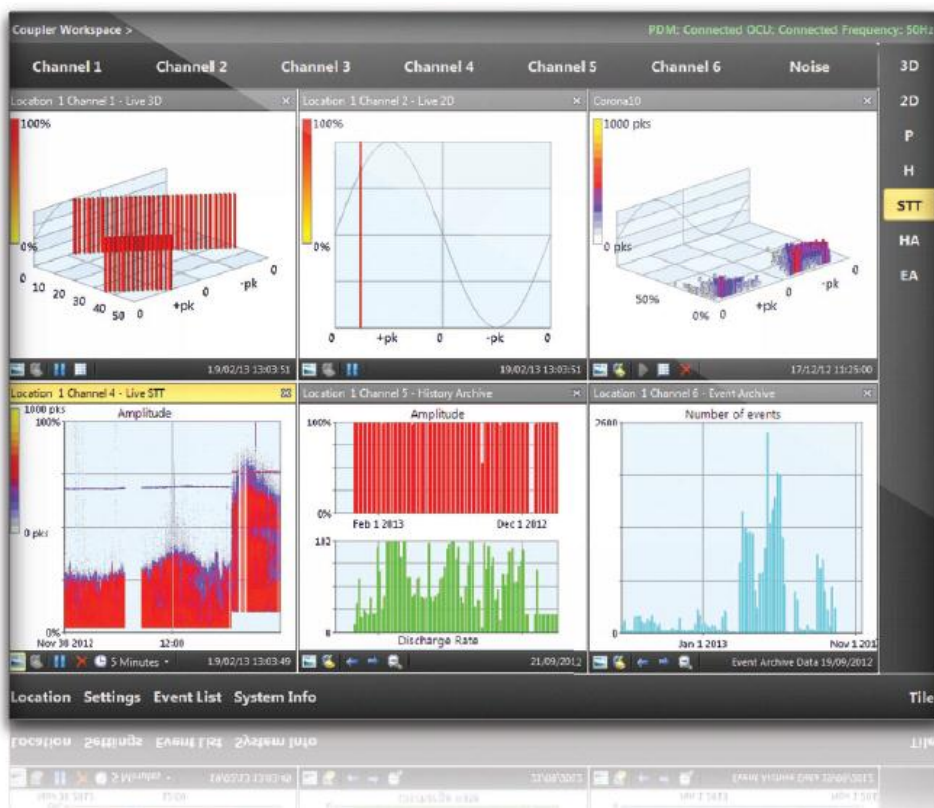 Coupler Workspace >
PDM: Connected OCU: Connected Frequency: 50Hz
Channel 1 Channel 2 Channel 3 Channel 4 Channel 5 Channel 6 Noise
3D
2D
P
H
STT
HA
EA
Location 1 Channel 1 - Live 3D
100%
0%
0 10 20 30 40 50
0 +pk 0 -pk 0
19/02/13 13:03:51
Location 1 Channel 2 - Live 2D
100%
0%
0 +pk 0 -pk 0
19/02/13 13:03:51
Corona10
1000 pks
0 pks
50%
0% 0 +pk 0 -pk 0
17/12/12 11:25:00
Location 1 Channel 4 - Live STT
1000 pks
Amplitude
100%
0 pks
0%
Nov 30 2012 12:00
5 Minutes
19/02/13 13:03:49
Location 1 Channel 5 - History Archive
Amplitude
100%
0%
Feb 1 2013 Dec 1 2012
182
8
Discharge Rate
21/09/2012
Location 1 Channel 6 - Event Archive
Number of events
2600
0
Jan 1 2013 Nov 1 201
Event Archive Data 19/09/2012
Location Settings Event List System Info
Tile